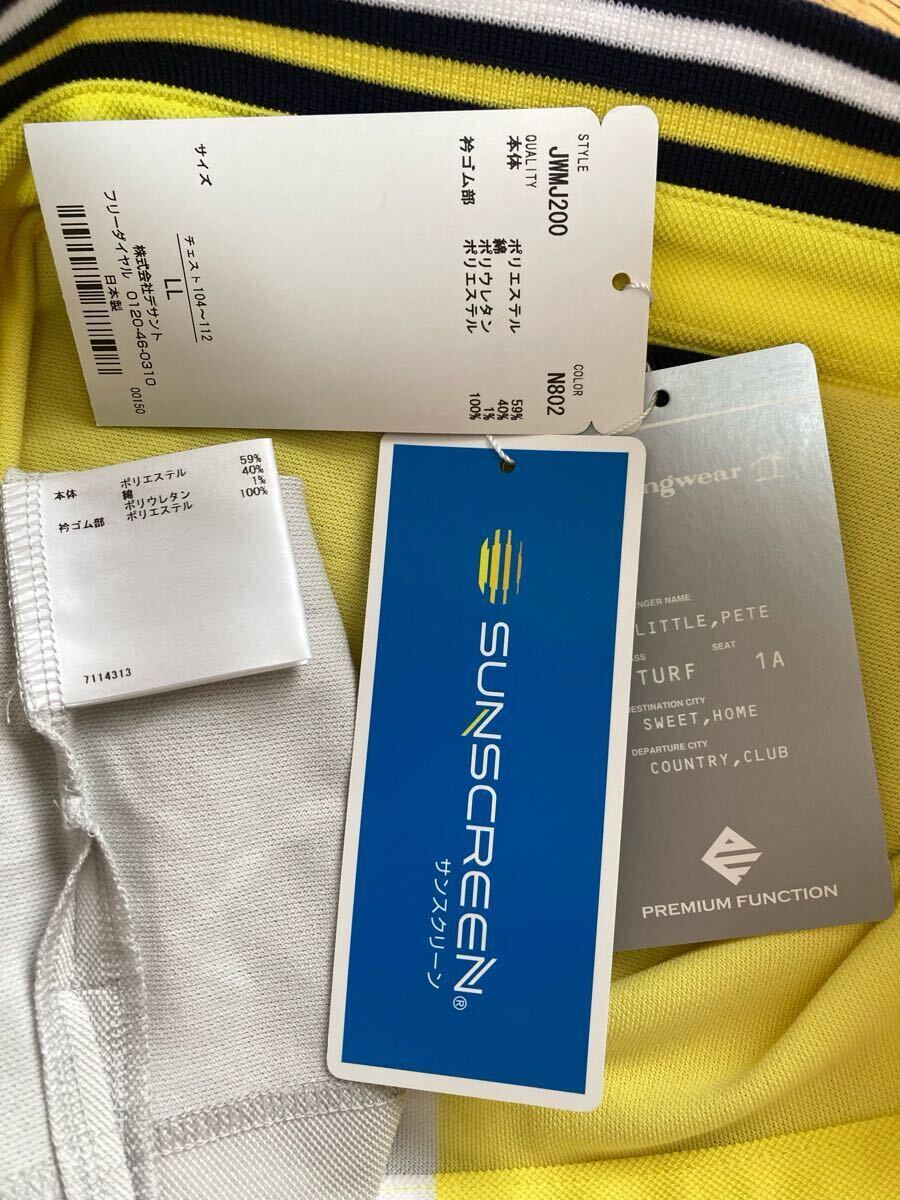 STYLE
JWMJ200
COLOR
N802
QUALITY
本体 ポリエステル 59%
綿 40%
ポリウレタン 1%
衿ゴム部 ポリエステル 100%
サイズ
チェスト104〜112
LL
株式会社デサント
フリーダイヤル 0120-46-0310
日本製
00150
本体 ポリエステル 59%
綿 40%
ポリウレタン 1%
衿ゴム部 ポリエステル 100%
7114313
SUNSCREEN®
サンスクリーン
ngwear
ENGER NAME
LITTLE,PETE
ASS SEAT
TURF 1A
DESTINATION CITY
SWEET,HOME
DEPARTURE CITY
COUNTRY,CLUB
PREMIUM FUNCTION